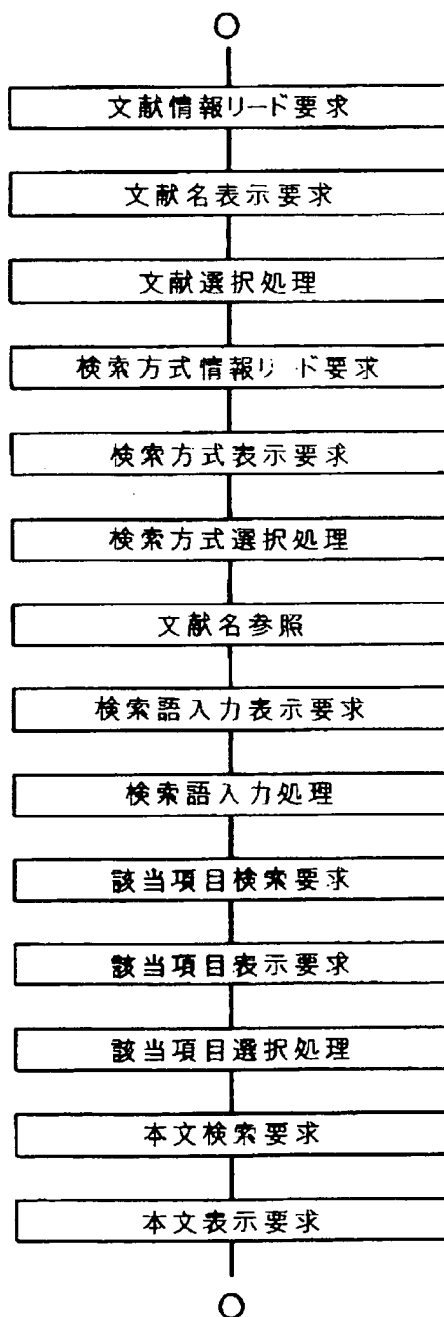 文献情報リード要求
文献名表示要求
文献選択処理
検索方式情報リード要求
検索方式表示要求
検索方式選択処理
文献名参照
検索語入力表示要求
検索語入力処理
該当項目検索要求
該当項目表示要求
該当項目選択処理
本文検索要求
本文表示要求